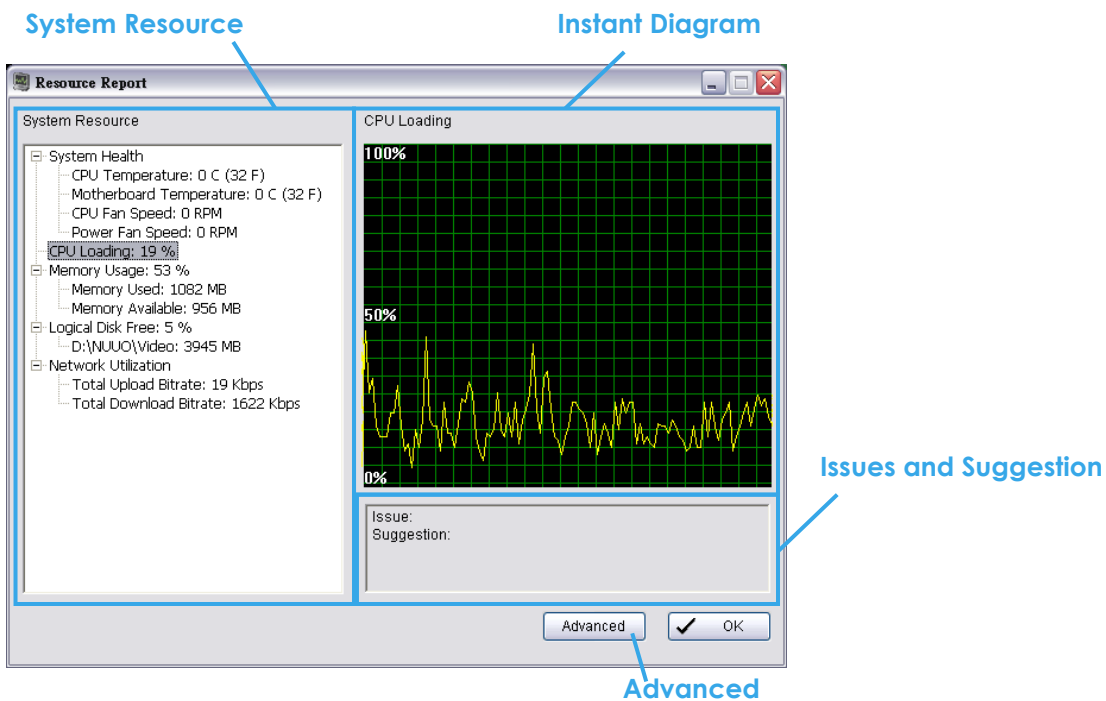 System Resource
Instant Diagram
Resource Report
System Resource
System Health
CPU Temperature: 0 C (32 F)
Motherboard Temperature: 0 C (32 F)
CPU Fan Speed: 0 RPM
Power Fan Speed: 0 RPM
CPU Loading: 19 %
Memory Usage: 53 %
Memory Used: 1082 MB
Memory Available: 956 MB
Logical Disk Free: 5 %
D:\NUUO\Video: 3945 MB
Network Utilization
Total Upload Bitrate: 19 Kbps
Total Download Bitrate: 1622 Kbps
CPU Loading
100%
50%
0%
Issues and Suggestion
Issue:
Suggestion:
Advanced
OK
Advanced